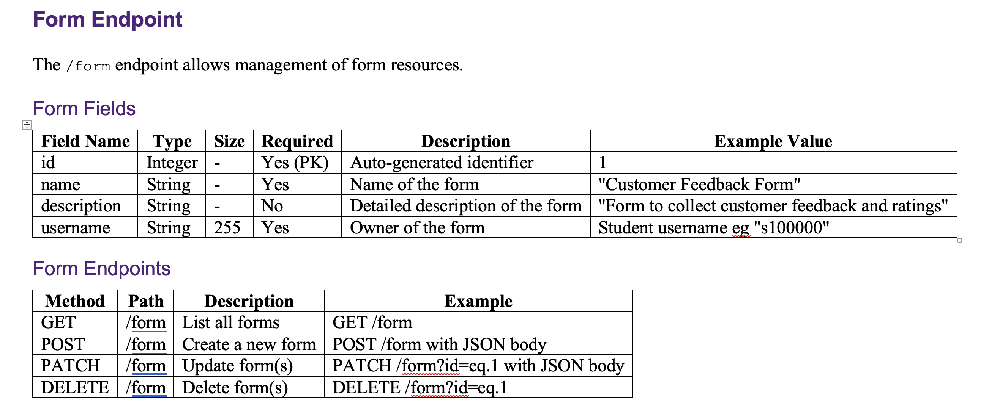 Form Endpoint
The /form endpoint allows management of form resources.
Form Fields
Field Name Type Size Required Description Example Value
id Integer - Yes (PK) Auto-generated identifier 1
name String - Yes Name of the form "Customer Feedback Form"
description String - No Detailed description of the form "Form to collect customer feedback and ratings"
username String 255 Yes Owner of the form Student username eg "s100000"
Form Endpoints
Method Path Description Example
GET /form List all forms GET /form
POST /form Create a new form POST /form with JSON body
PATCH /form Update form(s) PATCH /form?id=eq.1 with JSON body
DELETE /form Delete form(s) DELETE /form?id=eq.1